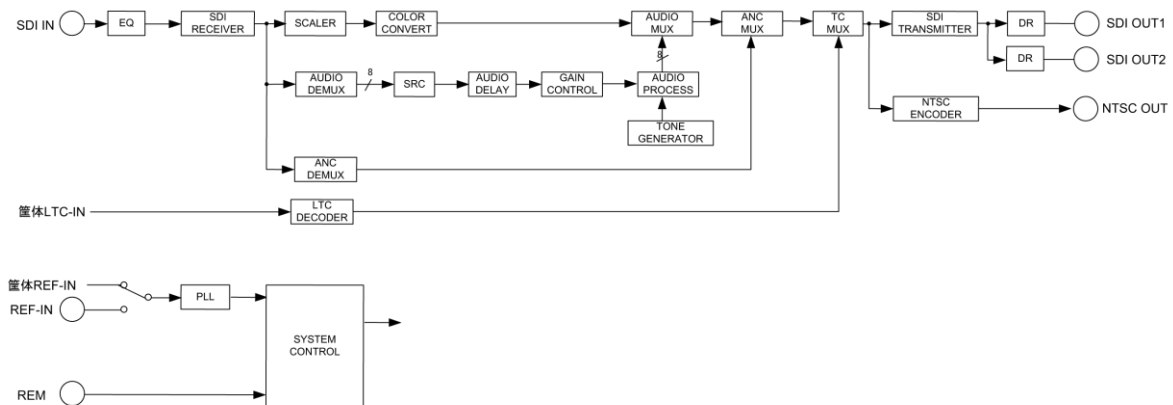 SDI IN
EQ
SDI
RECEIVER
SCALER
COLOR
CONVERT
AUDIO
MUX
ANC
MUX
TC
MUX
SDI
TRANSMITTER
DR
SDI OUT1
DR
SDI OUT2
AUDIO
DEMUX
8
SRC
AUDIO
DELAY
GAIN
CONTROL
8
AUDIO
PROCESS
NTSC
ENCODER
NTSC OUT
TONE
GENERATOR
ANC
DEMUX
筐体LTC-IN
LTC
DECODER
筐体REF-IN
REF-IN
PLL
SYSTEM
CONTROL
REM